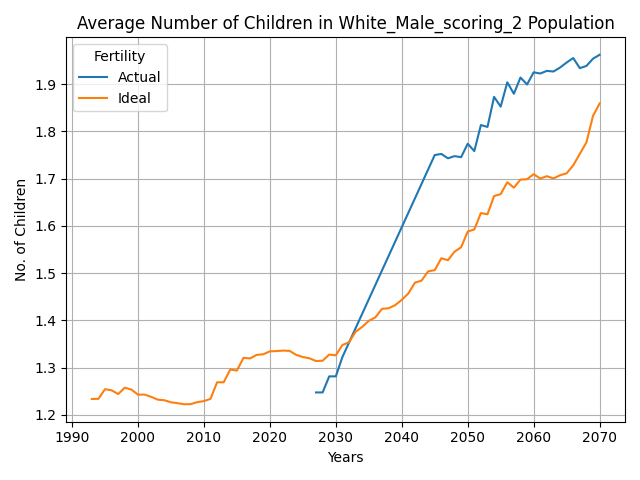 Average Number of Children in White_Male_scoring_2 Population
Fertility
Actual
Ideal
No. of Children
1.9
1.8
1.7
1.6
1.5
1.4
1.3
1.2
1990 2000 2010 2020 2030 2040 2050 2060 2070
Years